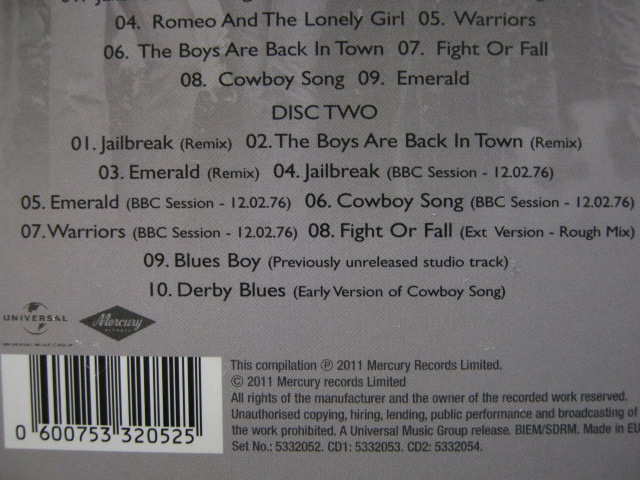 04. Romeo And The Lonely Girl 05. Warriors
06. The Boys Are Back In Town 07. Fight Or Fall
08. Cowboy Song 09. Emerald
DISC TWO
01. Jailbreak (Remix) 02. The Boys Are Back In Town (Remix)
03. Emerald (Remix) 04. Jailbreak (BBC Session - 12.02.76)
05. Emerald (BBC Session - 12.02.76) 06. Cowboy Song (BBC Session - 12.02.76)
07. Warriors (BBC Session - 12.02.76) 08. Fight Or Fall (Ext Version - Rough Mix)
09. Blues Boy (Previously unreleased studio track)
10. Derby Blues (Early Version of Cowboy Song)
UNIVERSAL
UNIVERSAL MUSIC GROUP
Mercury
RECORDS
This compilation ℗ 2011 Mercury Records Limited.
© 2011 Mercury records Limited
All rights of the manufacturer and the owner of the recorded work reserved.
Unauthorised copying, hiring, lending, public performance and broadcasting of
the work prohibited. A Universal Music Group release. BIEM/SDRM. Made in EU
Set No.: 5332052. CD1: 5332053. CD2: 5332054.
0 600753 320525